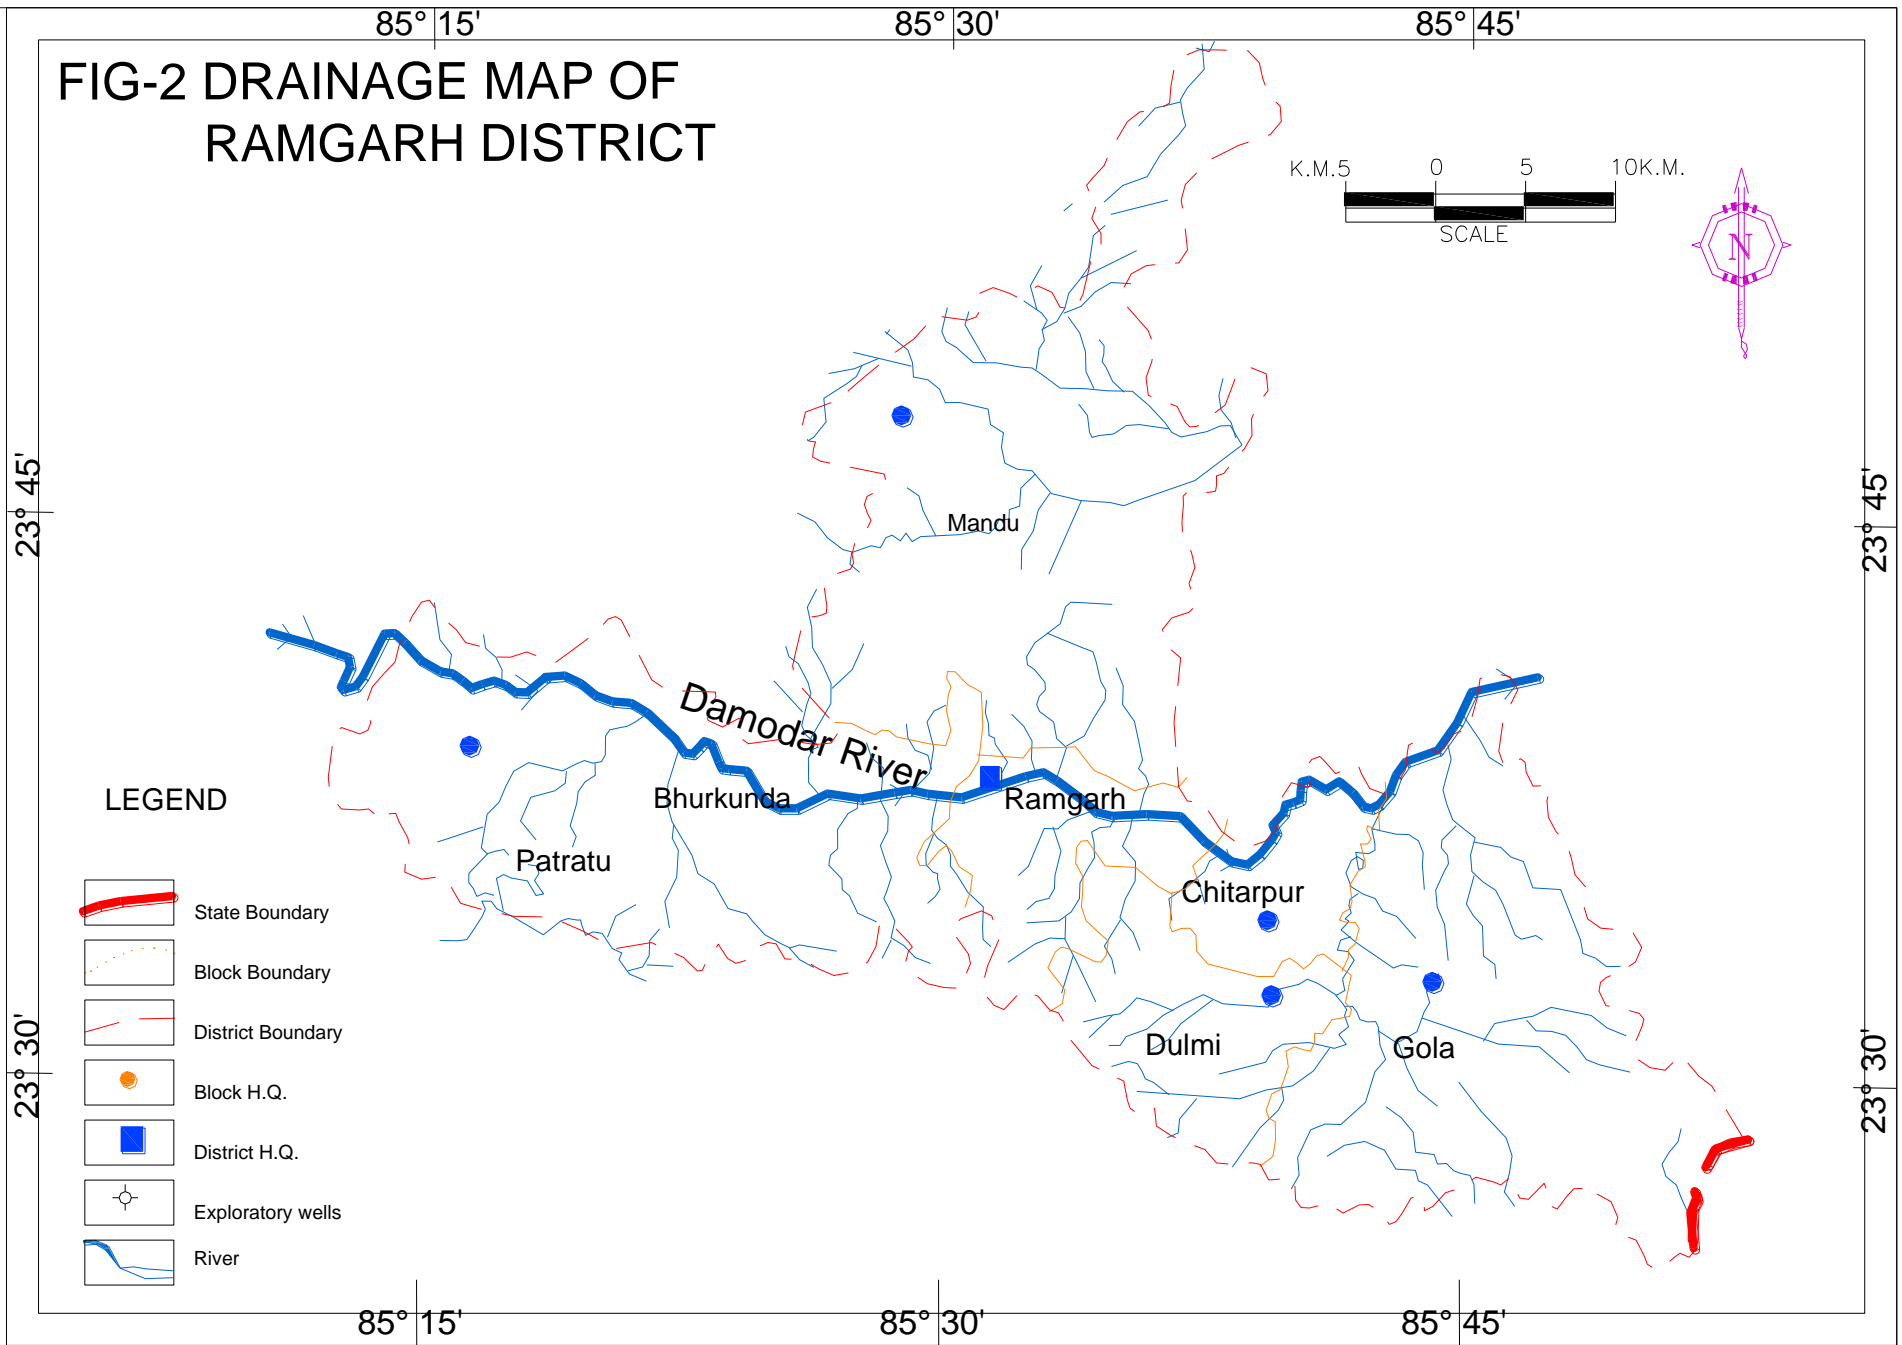 85° 15'
85° 30'
85° 45'
FIG-2 DRAINAGE MAP OF
RAMGARH DISTRICT
K.M.5 0 5 10K.M.
SCALE
N
23° 45'
23° 45'
Mandu
Damodar River
Bhurkunda
Ramgarh
LEGEND
Patratu
Chitarpur
State Boundary
Block Boundary
District Boundary
Dulmi
Gola
23° 30'
23° 30'
Block H.Q.
District H.Q.
Exploratory wells
River
85° 15'
85° 30'
85° 45'